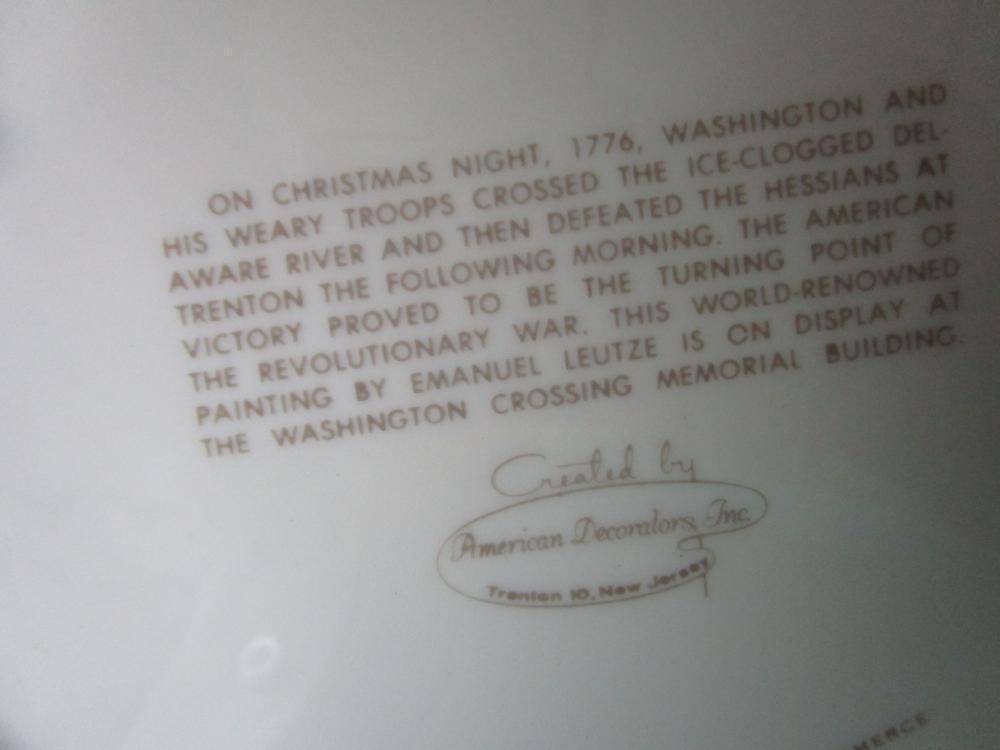 ON CHRISTMAS NIGHT, 1776, WASHINGTON AND
HIS WEARY TROOPS CROSSED THE ICE-CLOGGED DEL-
AWARE RIVER AND THEN DEFEATED THE HESSIANS AT
TRENTON THE FOLLOWING MORNING. THE AMERICAN
VICTORY PROVED TO BE THE TURNING POINT OF
THE REVOLUTIONARY WAR. THIS WORLD-RENOWNED
PAINTING BY EMANUEL LEUTZE IS ON DISPLAY AT
THE WASHINGTON CROSSING MEMORIAL BUILDING.
Created by
American Decorators, Inc.
Trenton 10, New Jersey